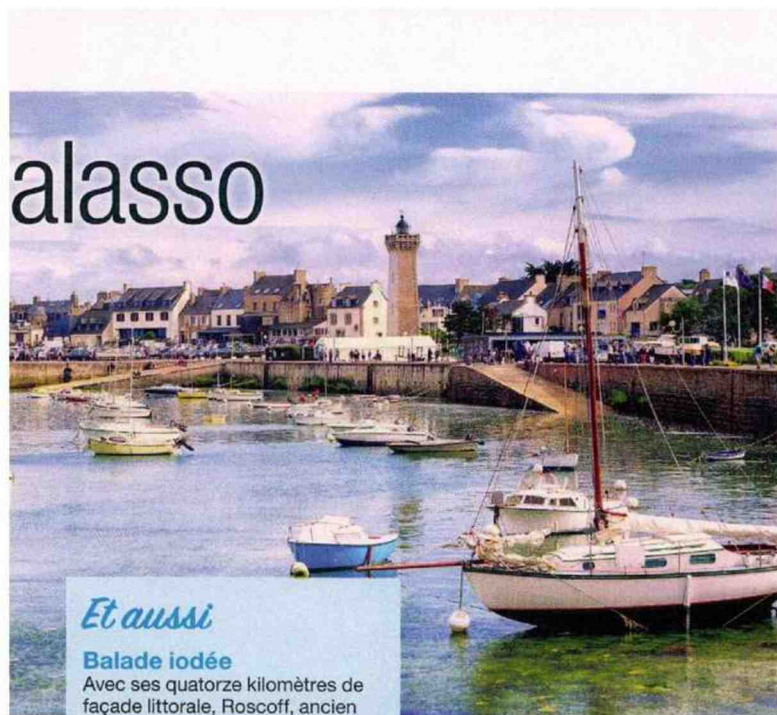 alasso
Et aussi
Balade iodée
Avec ses quatorze kilomètres de
façade littorale, Roscoff, ancien